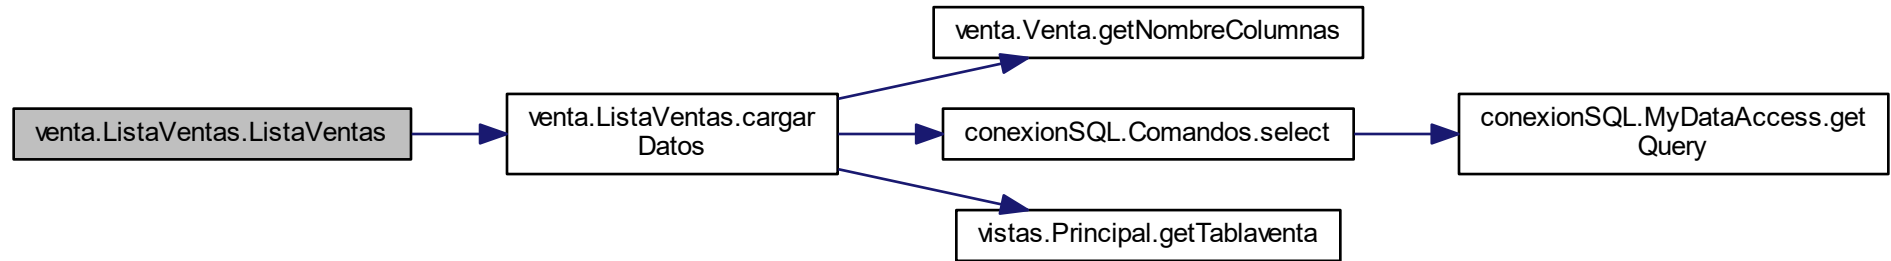 venta.Venta.getNombreColumnas
venta.ListaVentas.ListaVentas
venta.ListaVentas.cargar
Datos
conexionSQL.Comandos.select
conexionSQL.MyDataAccess.get
Query
vistas.Principal.getTablaventa